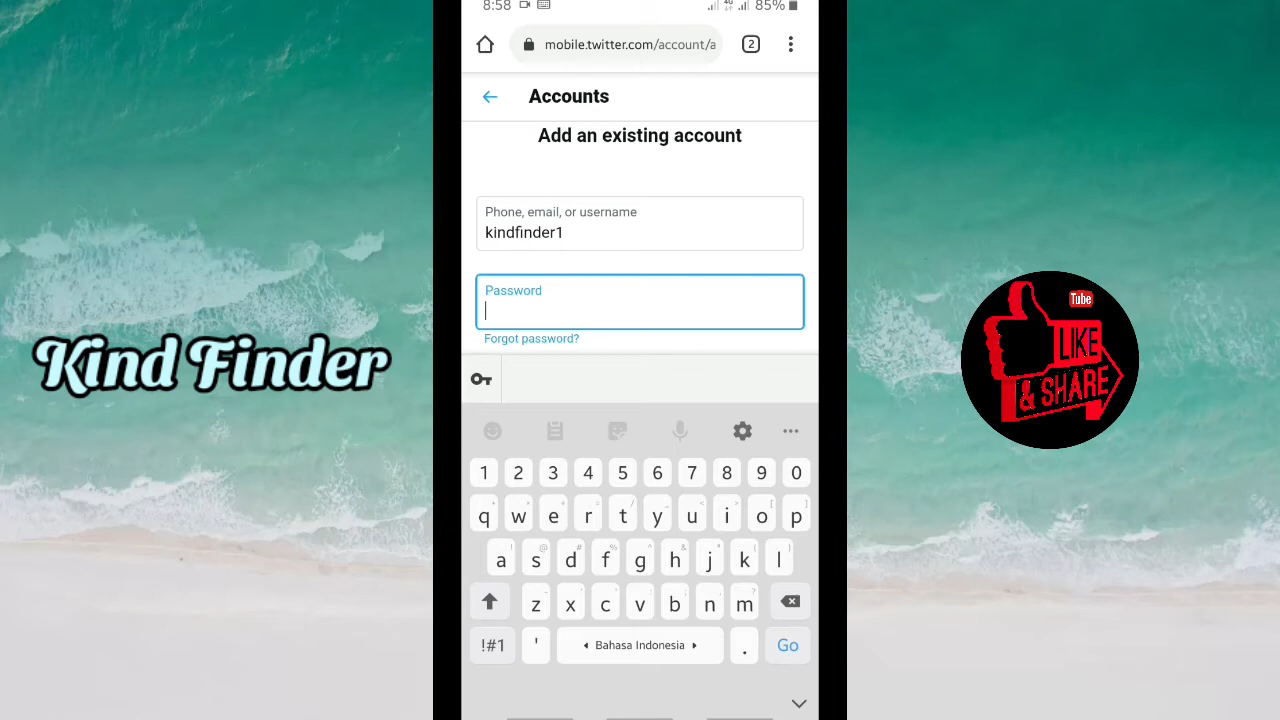 8:58 4G 85%
mobile.twitter.com/account/a 2
Accounts
Add an existing account
Phone, email, or username
kindfinder1
Password
Forgot password?
Kind Finder
Tube
LIKE
& SHARE
1 2 3 4 5 6 7 8 9 0
q w e r t y u i o p
a s d f g h j k l
z x c v b n m
!#1 ' Bahasa Indonesia . Go